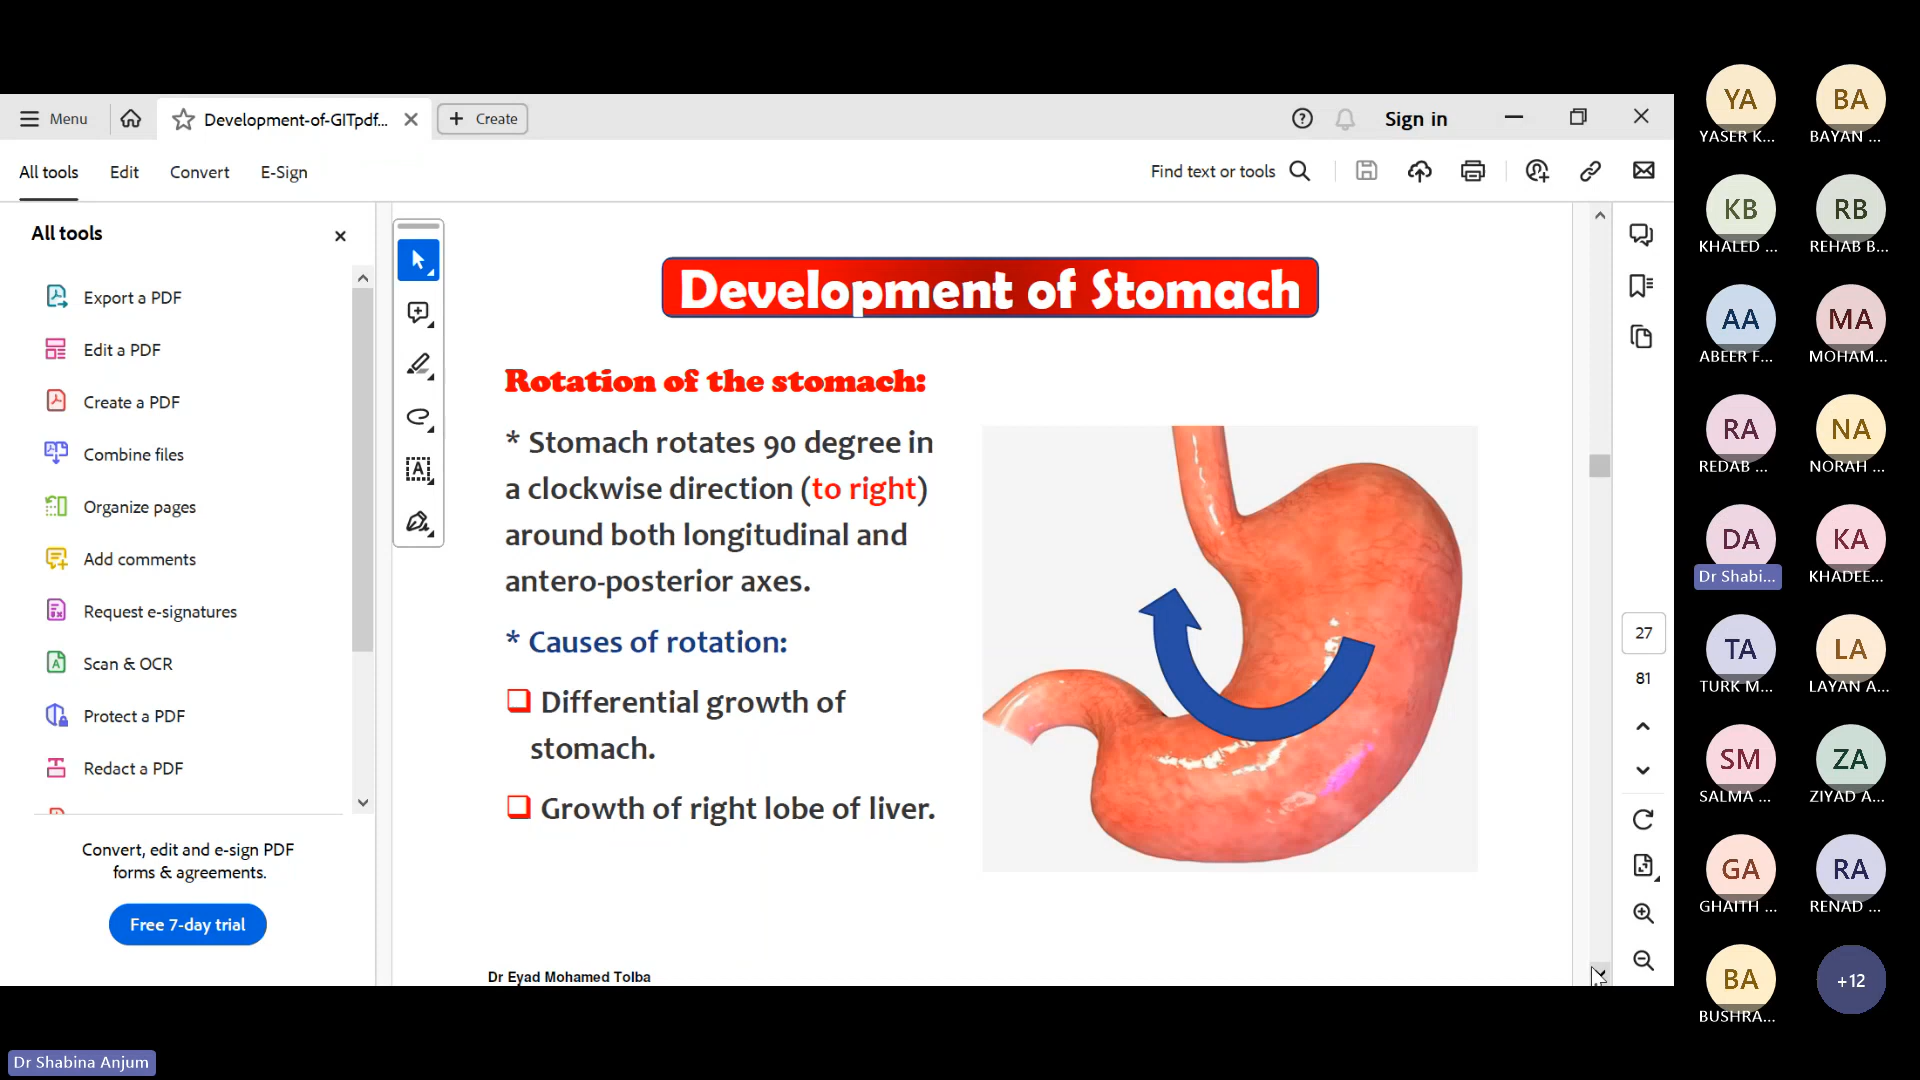 Menu
Development-of-GITpdf...
Create
Sign in
All tools
Edit
Convert
E-Sign
Find text or tools
All tools
Export a PDF
Edit a PDF
Create a PDF
Combine files
Organize pages
Add comments
Request e-signatures
Scan & OCR
Protect a PDF
Redact a PDF
Convert, edit and e-sign PDF
forms & agreements.
Free 7-day trial
Development of Stomach
Rotation of the stomach:
* Stomach rotates 90 degree in
a clockwise direction (to right)
around both longitudinal and
antero-posterior axes.
* Causes of rotation:
Differential growth of
stomach.
Growth of right lobe of liver.
Dr Eyad Mohamed Tolba
27
81
YA
YASER K...
BA
BAYAN ...
KB
KHALED ...
RB
REHAB B...
AA
ABEER F...
MA
MOHAM...
RA
REDAB ...
NA
NORAH ...
DA
Dr Shabi...
KA
KHADEE...
TA
TURK M...
LA
LAYAN A...
SM
SALMA ...
ZA
ZIYAD A...
GA
GHAITH ...
RA
RENAD ...
BA
BUSHRA...
+12
Dr Shabina Anjum